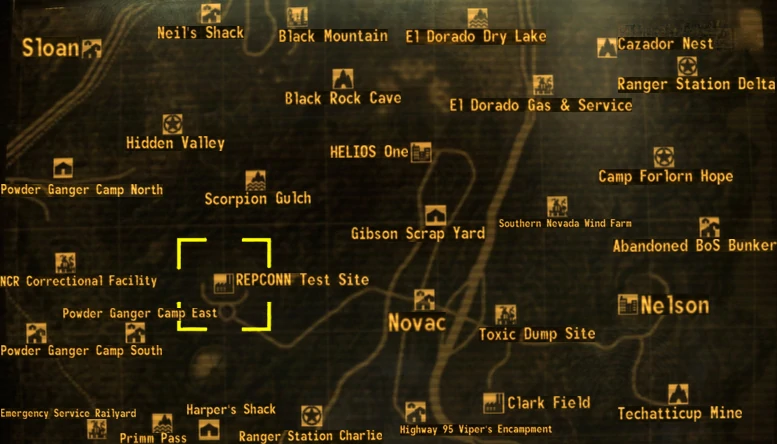 Neil's Shack
Black Mountain
El Dorado Dry Lake
Sloan
Cazador Nest
Ranger Station Delta
Black Rock Cave
El Dorado Gas & Service
Hidden Valley
HELIOS One
Camp Forlorn Hope
Powder Ganger Camp North
Scorpion Gulch
Southern Nevada Wind Farm
Gibson Scrap Yard
Abandoned BoS Bunker
NCR Correctional Facility
REPCONN Test Site
Powder Ganger Camp East
Nelson
Novac
Toxic Dump Site
Powder Ganger Camp South
Clark Field
Emergency Service Railyard
Harper's Shack
Techatticup Mine
Primm Pass
Ranger Station Charlie
Highway 95 Viper's Encampment